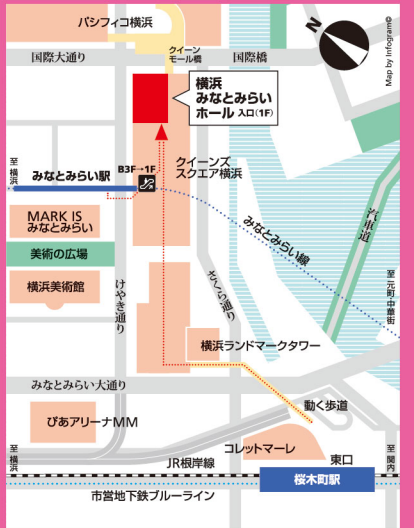 パシフィコ横浜
国際大通り
クイーン
モール橋
国際橋
N
Map by Infogram©
横浜
みなとみらい
ホール 入口(1F)
至横浜
みなとみらい駅
B3F→1F
クイーンズ
スクエア横浜
MARK IS
みなとみらい
美術の広場
横浜美術館
けやき通り
さくら通り
みなとみらい線
汽車道
至元町・中華街
横浜ランドマークタワー
みなとみらい大通り
動く歩道
ぴあアリーナMM
コレットマーレ
東口
至横浜
JR根岸線
桜木町駅
至関内
市営地下鉄ブルーライン